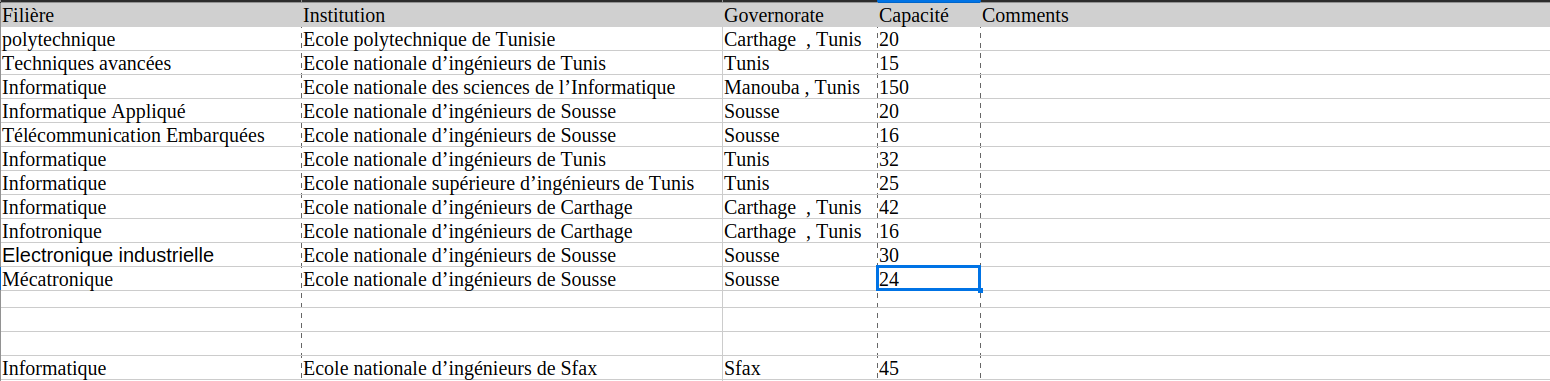 Filière Institution Governorate Capacité Comments
polytechnique Ecole polytechnique de Tunisie Carthage , Tunis 20
Techniques avancées Ecole nationale d’ingénieurs de Tunis Tunis 15
Informatique Ecole nationale des sciences de l’Informatique Manouba , Tunis 150
Informatique Appliqué Ecole nationale d’ingénieurs de Sousse Sousse 20
Télécommunication Embarquées Ecole nationale d’ingénieurs de Sousse Sousse 16
Informatique Ecole nationale d’ingénieurs de Tunis Tunis 32
Informatique Ecole nationale supérieure d’ingénieurs de Tunis Tunis 25
Informatique Ecole nationale d’ingénieurs de Carthage Carthage , Tunis 42
Infotronique Ecole nationale d’ingénieurs de Carthage Carthage , Tunis 16
Electronique industrielle Ecole nationale d’ingénieurs de Sousse Sousse 30
Mécatronique Ecole nationale d’ingénieurs de Sousse Sousse 24
Informatique Ecole nationale d’ingénieurs de Sfax Sfax 45